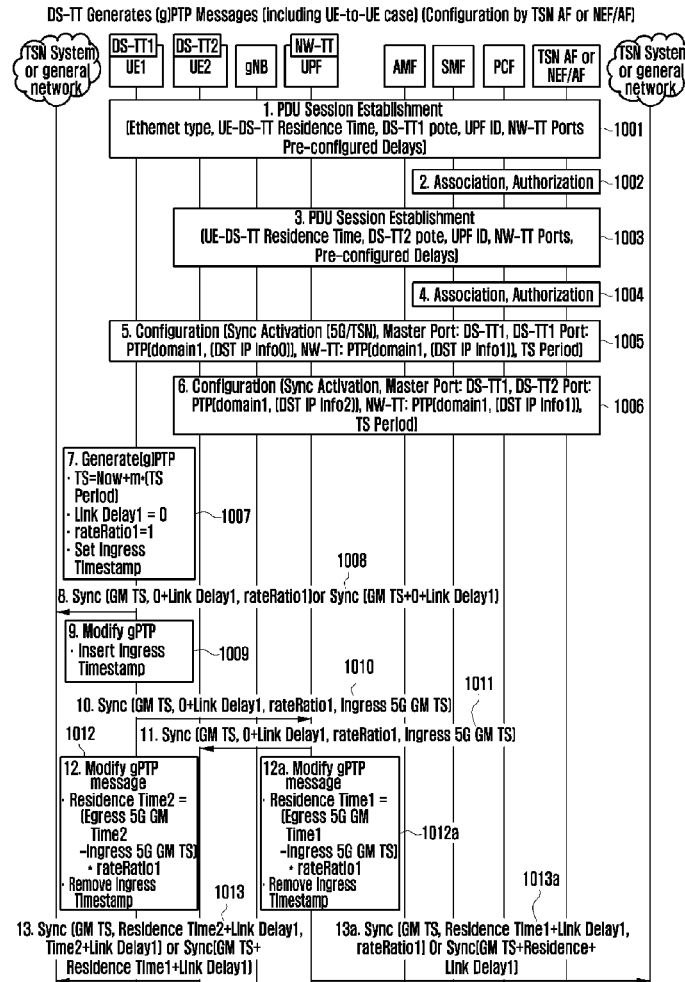 DS-TT Generates (g)PTP Messages (including UE-to-UE case) (Configuration by TSN AF or NEF/AF)
TSN System
or general
network
DS-TT1
UE1
DS-TT2
UE2
gNB
NW-TT
UPF
AMF
SMF
PCF
TSN AF or
NEF/AF
TSN System
or general
network
1. PDU Session Establishment
(Ethernet type, UE-DS-TT Residence Time, DS-TT1 pote, UPF ID, NW-TT Ports
Pre-configured Delays)
1001
2. Association, Authorization
1002
3. PDU Session Establishment
(UE-DS-TT Residence Time, DS-TT2 pote, UPF ID, NW-TT Ports,
Pre-configured Delays)
1003
4. Association, Authorization
1004
5. Configuration (Sync Activation (5G/TSN), Master Port: DS-TT1, DS-TT1 Port:
PTP(domain1, (DST IP Info0)), NW-TT: PTP(domain1, (DST IP Info1)), TS Period)
1005
6. Configuration (Sync Activation, Master Port: DS-TT1, DS-TT2 Port:
PTP(domain1, (DST IP Info2)), NW-TT: PTP(domain1, (DST IP Info1)),
TS Period)
1006
7. Generate(g)PTP
· TS=Now+m*(TS
Period)
· Link Delay1 = 0
· rateRatio1=1
· Set Ingress
Timestamp
1007
1008
8. Sync (GM TS, 0+Link Delay1, rateRatio1)or Sync (GM TS+0+Link Delay1)
9. Modify gPTP
· Insert Ingress
Timestamp
1009
1010
10. Sync (GM TS, 0+Link Delay1, rateRatio1, Ingress 5G GM TS)
1011
11. Sync (GM TS, 0+Link Delay1, rateRatio1, Ingress 5G GM TS)
1012
12. Modify gPTP
message
· Residence Time2 =
(Egress 5G GM
Time2
-Ingress 5G GM TS)
* rateRatio1
· Remove Ingress
Timestamp
12a. Modify gPTP
message
· Residence Time1 =
(Egress 5G GM
Time1
-Ingress 5G GM TS)
* rateRatio1
· Remove Ingress
Timestamp
1012a
1013
13. Sync (GM TS, Residence Time2+Link Delay1,
Time2+Link Delay1) or Sync(GM TS+
Residence Time1+Link Delay1)
1013a
13a. Sync (GM TS, Residence Time1+Link Delay1,
rateRatio1) Or Sync(GM TS+Residence+
Link Delay1)